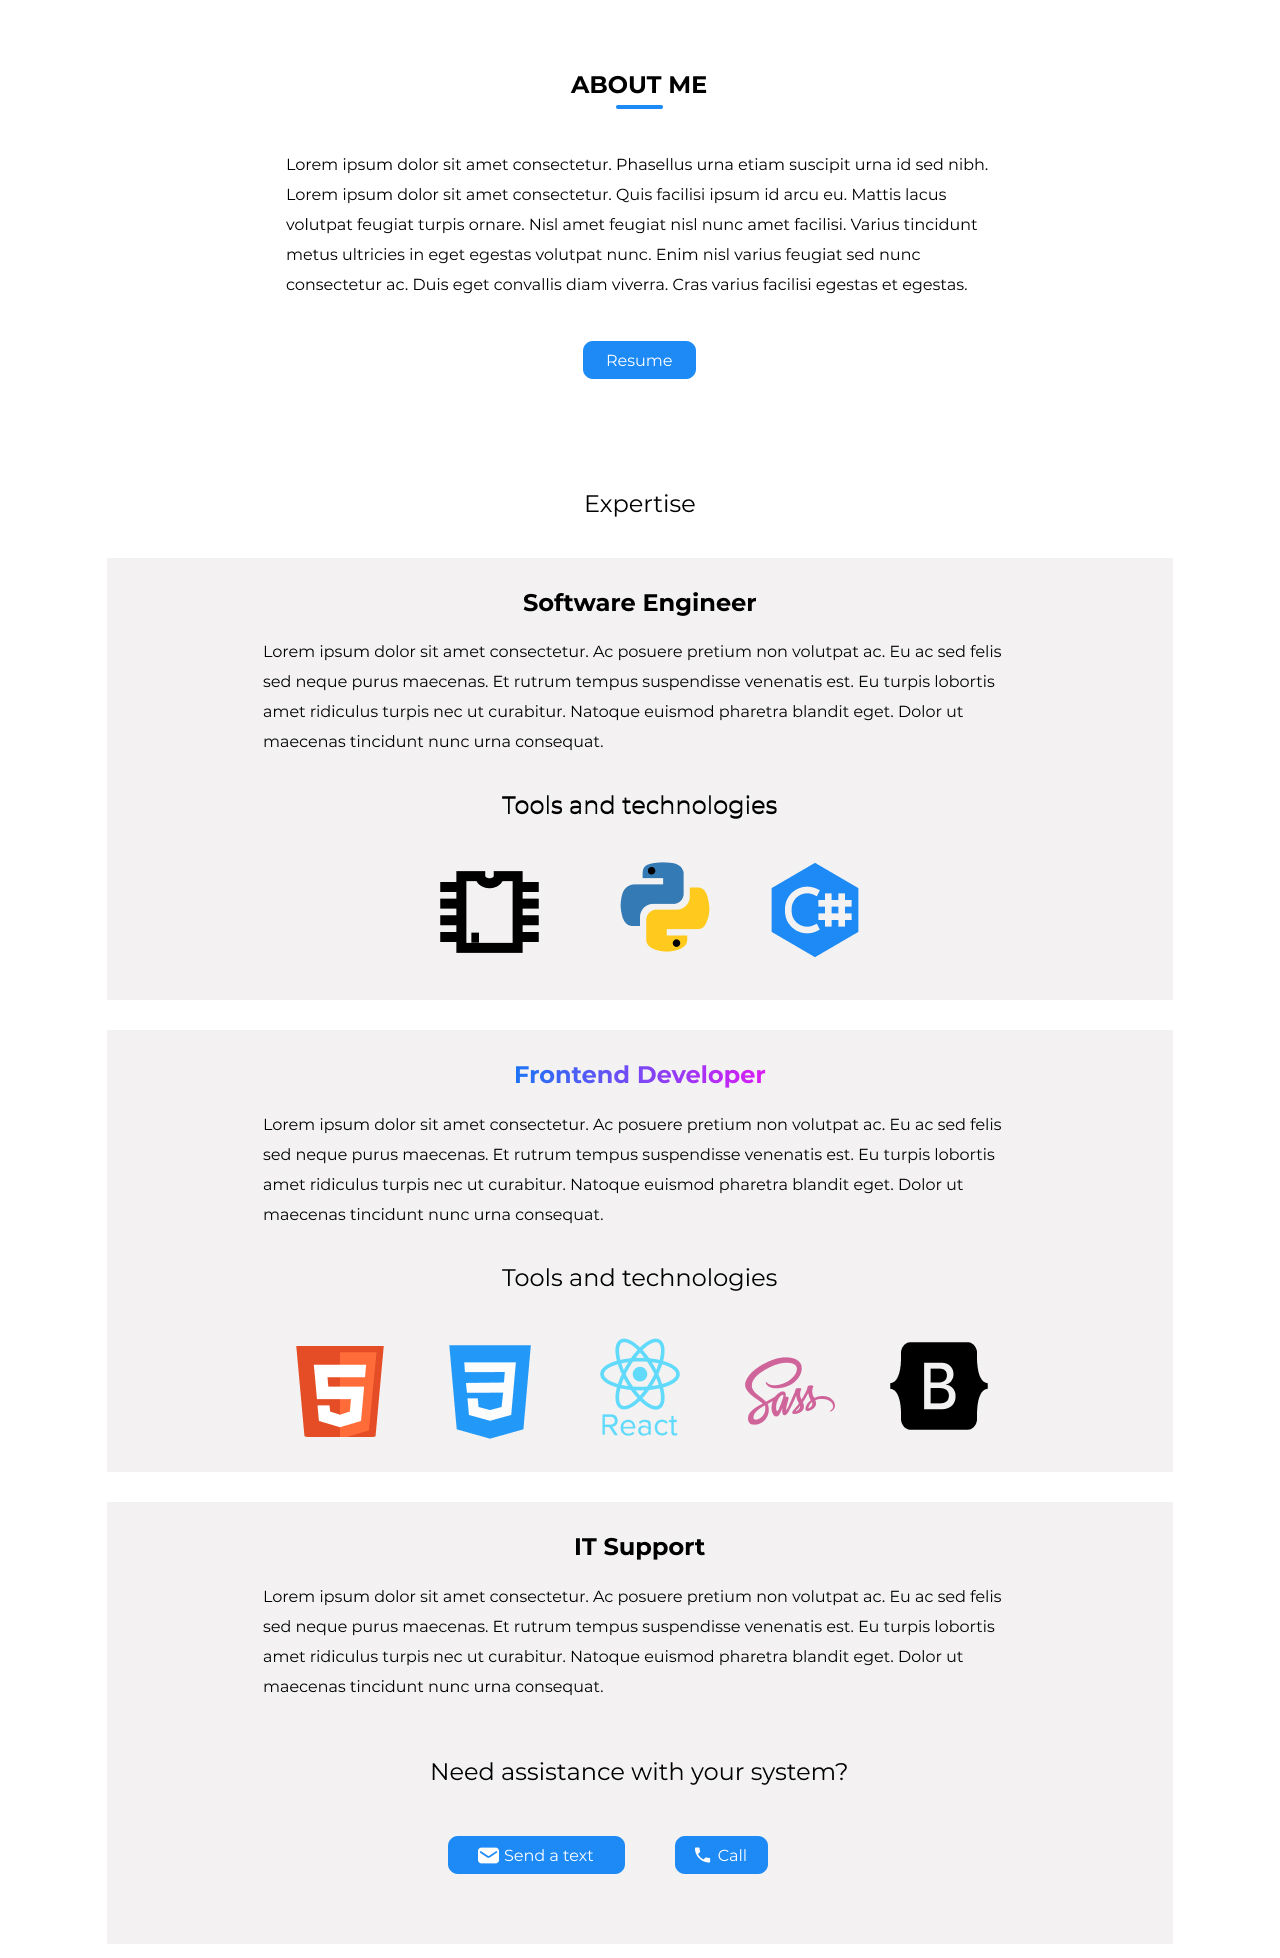 ABOUT ME
Lorem ipsum dolor sit amet consectetur. Phasellus urna etiam suscipit urna id sed nibh.
Lorem ipsum dolor sit amet consectetur. Quis facilisi ipsum id arcu eu. Mattis lacus
volutpat feugiat turpis ornare. Nisl amet feugiat nisl nunc amet facilisi. Varius tincidunt
metus ultricies in eget egestas volutpat nunc. Enim nisl varius feugiat sed nunc
consectetur ac. Duis eget convallis diam viverra. Cras varius facilisi egestas et egestas.
Resume
Expertise
Software Engineer
Lorem ipsum dolor sit amet consectetur. Ac posuere pretium non volutpat ac. Eu ac sed felis
sed neque purus maecenas. Et rutrum tempus suspendisse venenatis est. Eu turpis lobortis
amet ridiculus turpis nec ut curabitur. Natoque euismod pharetra blandit eget. Dolor ut
maecenas tincidunt nunc urna consequat.
Tools and technologies
C#
Frontend Developer
Lorem ipsum dolor sit amet consectetur. Ac posuere pretium non volutpat ac. Eu ac sed felis
sed neque purus maecenas. Et rutrum tempus suspendisse venenatis est. Eu turpis lobortis
amet ridiculus turpis nec ut curabitur. Natoque euismod pharetra blandit eget. Dolor ut
maecenas tincidunt nunc urna consequat.
Tools and technologies
5 3 React Sass B
IT Support
Lorem ipsum dolor sit amet consectetur. Ac posuere pretium non volutpat ac. Eu ac sed felis
sed neque purus maecenas. Et rutrum tempus suspendisse venenatis est. Eu turpis lobortis
amet ridiculus turpis nec ut curabitur. Natoque euismod pharetra blandit eget. Dolor ut
maecenas tincidunt nunc urna consequat.
Need assistance with your system?
Send a text Call